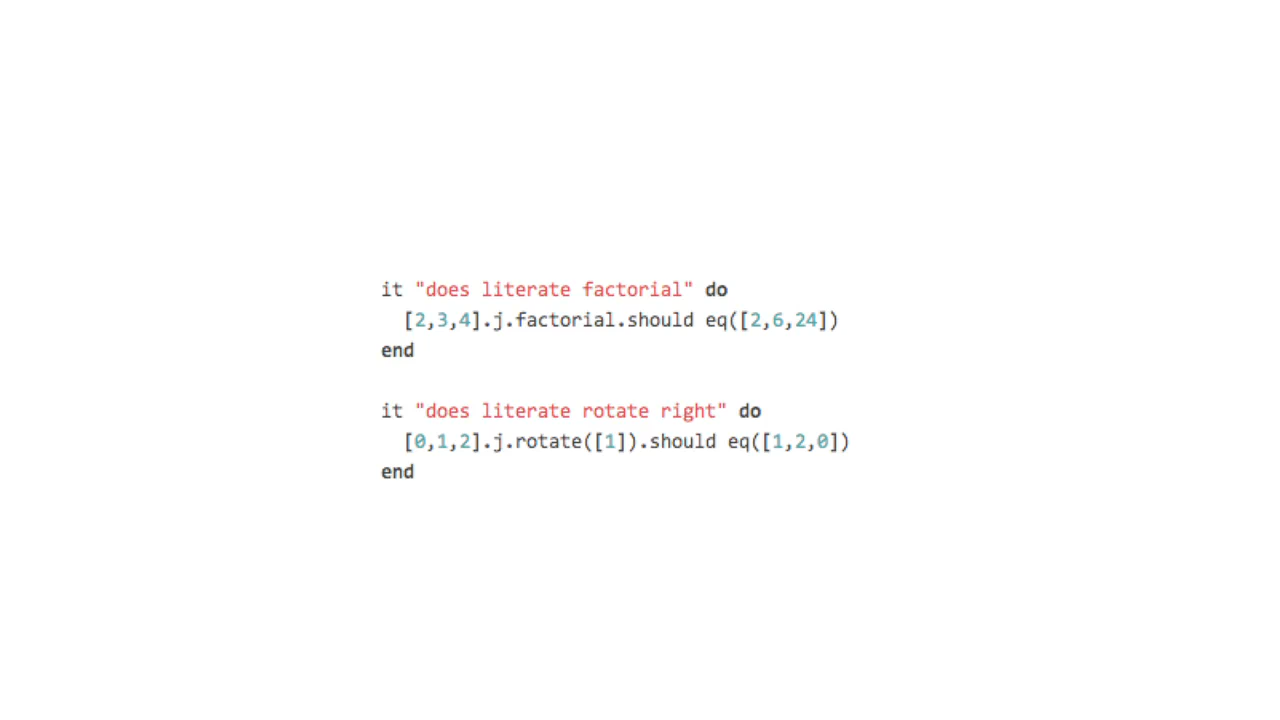 it "does literate factorial" do
  [2,3,4].j.factorial.should eq([2,6,24])
end

it "does literate rotate right" do
  [0,1,2].j.rotate([1]).should eq([1,2,0])
end